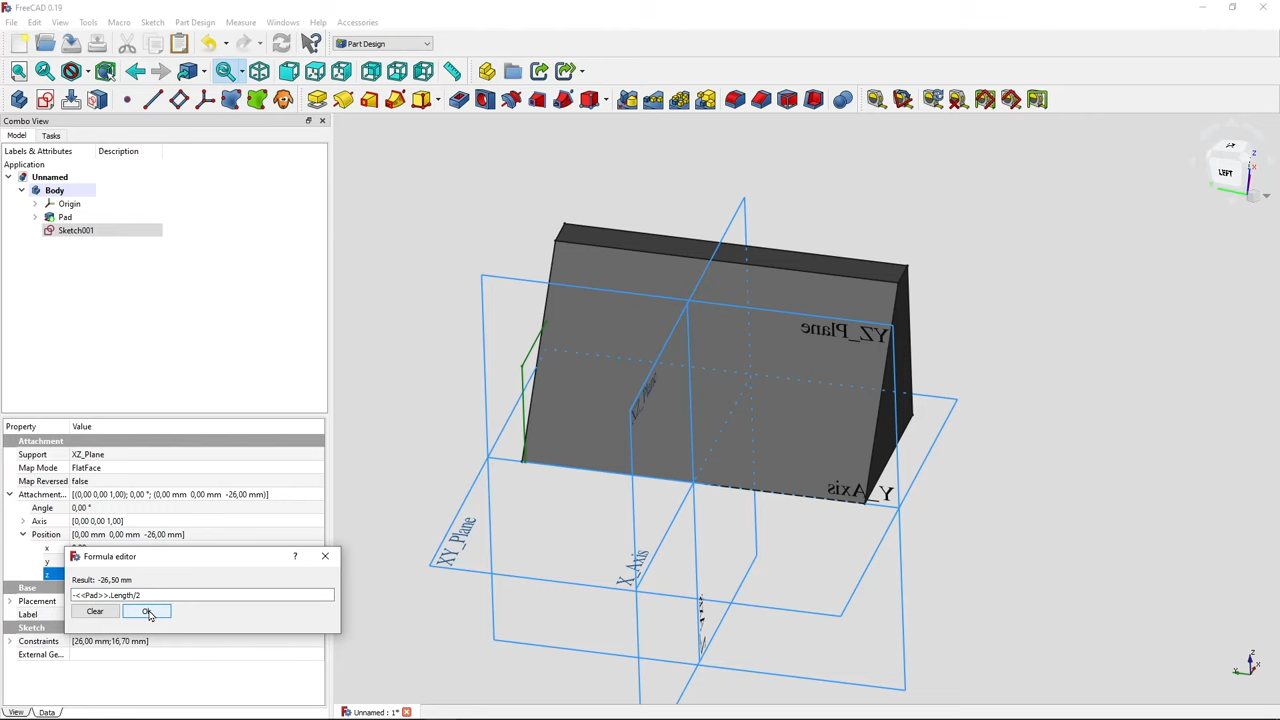 FreeCAD 0.19
File Edit View Tools Macro Sketch Part Design Measure Windows Help Accessories
Part Design
Combo View
Model Tasks
Labels & Attributes Description
Application
Unnamed
Body
Origin
Pad
Sketch001
Property Value
Attachment
Support XZ_Plane
Map Mode FlatFace
Map Reversed false
Attachment... [(0,00 0,00 1,00); 0,00 °; (0,00 mm 0,00 mm -26,00 mm)]
Angle 0,00 °
Axis [0,00 0,00 1,00]
Position [0,00 mm 0,00 mm -26,00 mm]
x
y
z
Formula editor
?
Result: -26,50 mm
-<<Pad>>.Length/2
Clear Ok
Base
Placement
Label
Sketch
Constraints [26,00 mm;16,70 mm]
External Ge...
View Data
Unnamed : 1*
YZ_Plane
Y_Axis
XY_Plane
X_Axis
LEFT
Z
X
Y
Z
Y
X